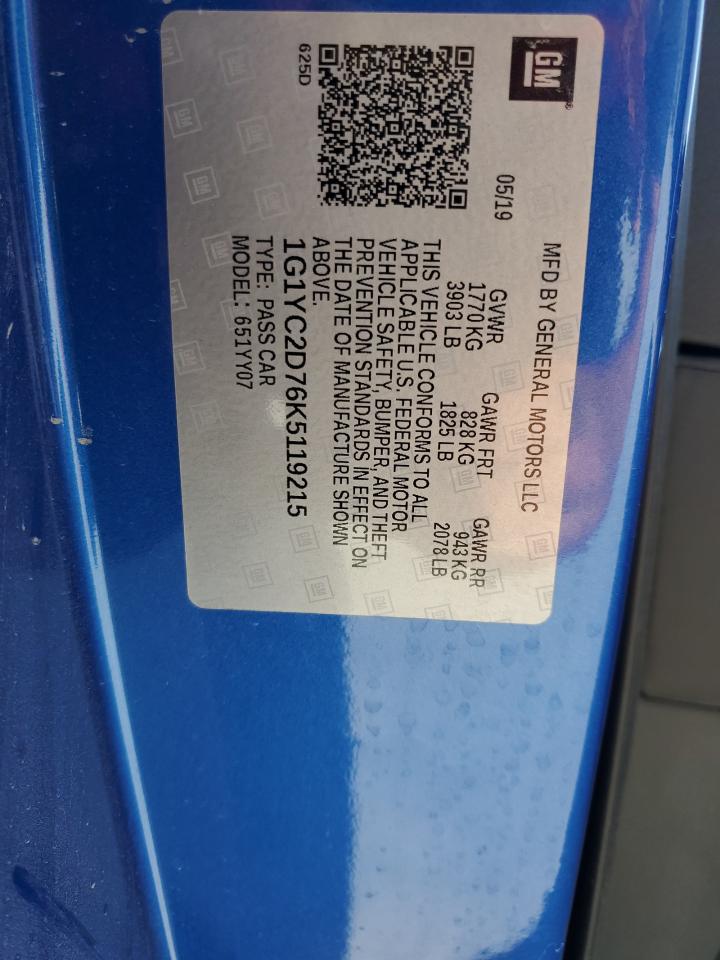 GM
MFD BY GENERAL MOTORS LLC
05/19
GVWR GAWR FRT GAWR RR
1770 KG 828 KG 943 KG
3903 LB 1825 LB 2078 LB
THIS VEHICLE CONFORMS TO ALL
APPLICABLE U.S. FEDERAL MOTOR
VEHICLE SAFETY, BUMPER, AND THEFT
PREVENTION STANDARDS IN EFFECT ON
THE DATE OF MANUFACTURE SHOWN
ABOVE.
625D
1G1YC2D76K5119215
TYPE: PASS CAR
MODEL: 651YY07